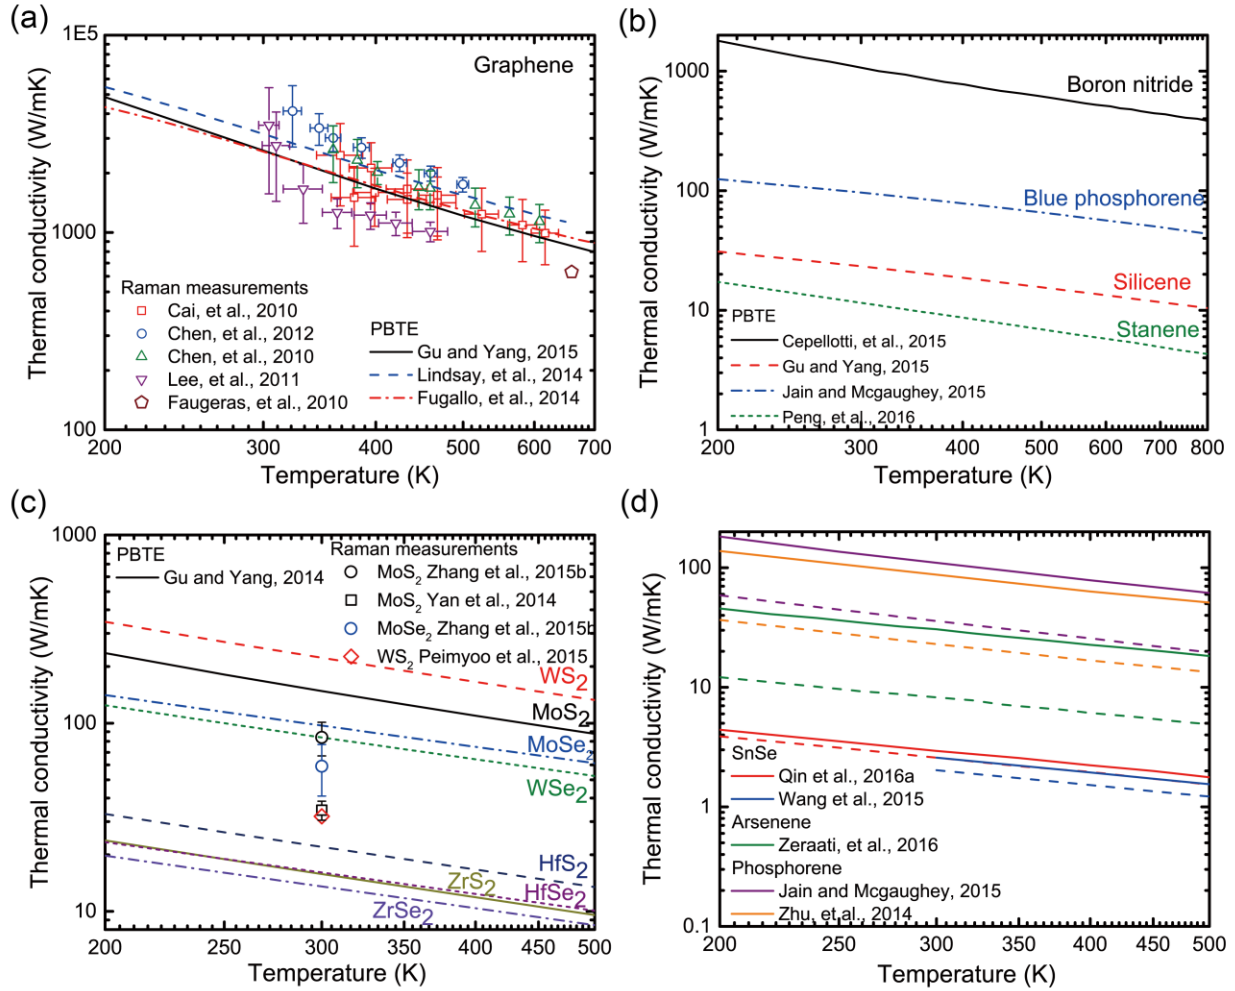 (a)
Thermal conductivity (W/mK)
1E5
1000
100
Graphene
Raman measurements
Cai, et al., 2010
Chen, et al., 2012
Chen, et al., 2010
Lee, et al., 2011
Faugeras, et al., 2010
PBTE
Gu and Yang, 2015
Lindsay, et al., 2014
Fugallo, et al., 2014
200 300 400 500 600 700
Temperature (K)
(b)
Thermal conductivity (W/mK)
1000
100
10
1
Boron nitride
Blue phosphorene
Silicene
Stanene
PBTE
Cepellotti, et al., 2015
Gu and Yang, 2015
Jain and Mcgaughey, 2015
Peng, et al., 2016
200 300 400 500 600 700 800
Temperature (K)
(c)
Thermal conductivity (W/mK)
1000
100
10
PBTE
Gu and Yang, 2014
Raman measurements
MoS2 Zhang et al., 2015b
MoS2 Yan et al., 2014
MoSe2 Zhang et al., 2015b
WS2 Peimyoo et al., 2015
WS2
MoS2
MoSe2
WSe2
HfS2
ZrS2
HfSe2
ZrSe2
200 250 300 350 400 450 500
Temperature (K)
(d)
Thermal conductivity (W/mK)
100
10
1
0.1
SnSe
Qin et al., 2016a
Wang et al., 2015
Arsenene
Zeraati, et al., 2016
Phosphorene
Jain and Mcgaughey, 2015
Zhu, et al., 2014
200 250 300 350 400 450 500
Temperature (K)